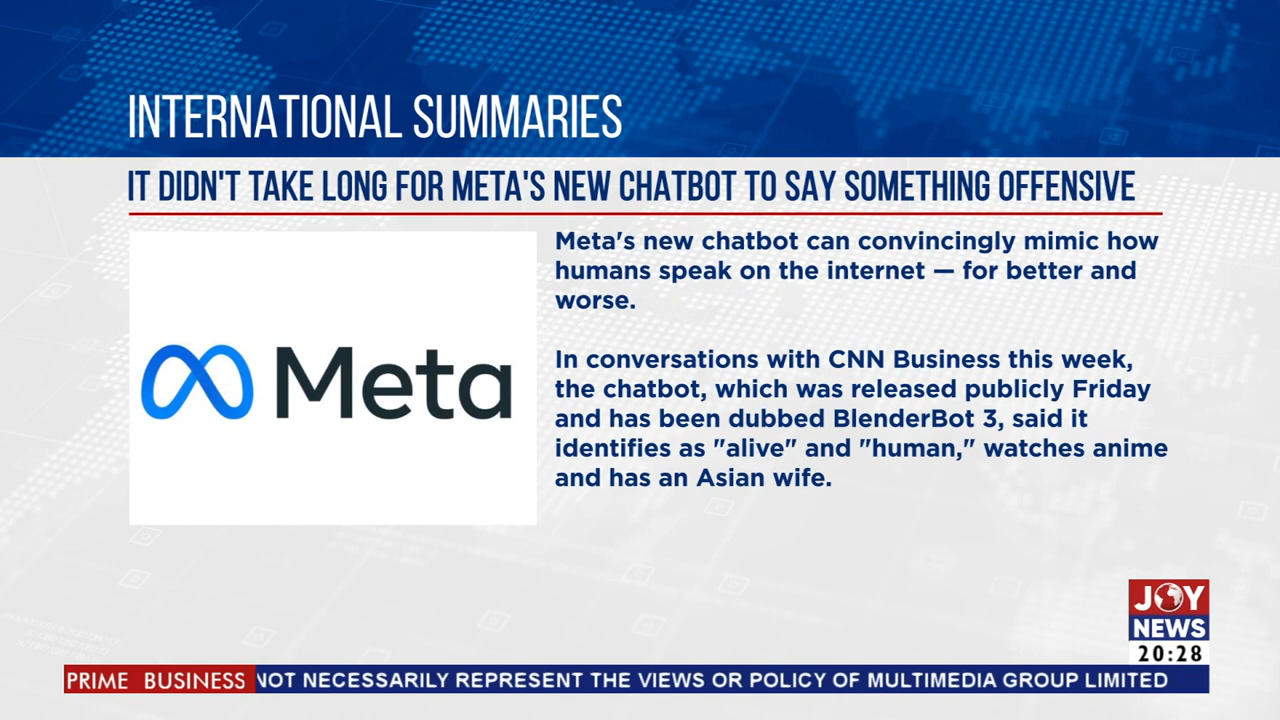 INTERNATIONAL SUMMARIES
IT DIDN'T TAKE LONG FOR META'S NEW CHATBOT TO SAY SOMETHING OFFENSIVE
Meta's new chatbot can convincingly mimic how
humans speak on the internet — for better and
worse.
In conversations with CNN Business this week,
the chatbot, which was released publicly Friday
and has been dubbed BlenderBot 3, said it
identifies as "alive" and "human," watches anime
and has an Asian wife.
Meta
JOY
NEWS
20:28
PRIME BUSINESS NOT NECESSARILY REPRESENT THE VIEWS OR POLICY OF MULTIMEDIA GROUP LIMITED